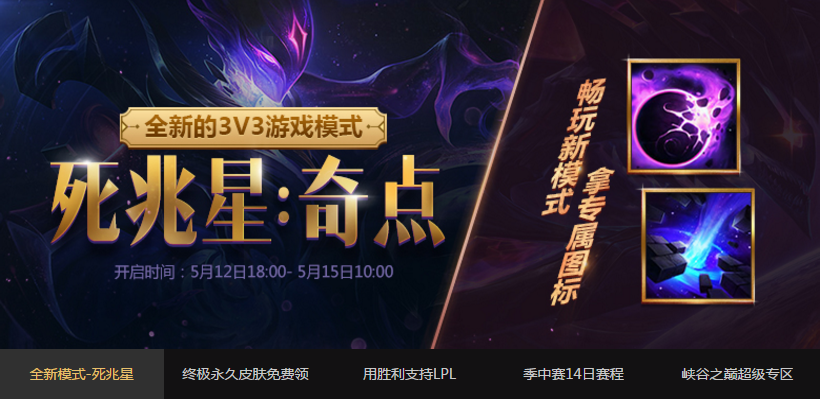 全新的3V3游戏模式
死兆星:奇点
开启时间：5月12日18:00- 5月15日10:00
畅玩新模式
拿专属图标
全新模式-死兆星
终极永久皮肤免费领
用胜利支持LPL
季中赛14日赛程
峡谷之巅超级专区